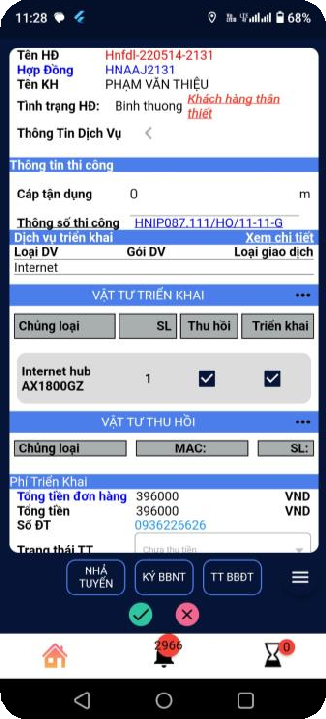 11:28
68%
Tên HĐ Hnfdl-220514-2131
Hợp Đồng HNAAJ2131
Tên KH PHẠM VĂN THIỆU
Tình trạng HĐ: Binh thuong Khách hàng thân thiết
Thông Tin Dịch Vụ
Thông tin thi công
Cáp tận dụng 0 m
Thông số thi công HNIP087.111/HO/11-11-G
Dịch vụ triển khai Xem chi tiết
Loại DV Gói DV Loại giao dịch
Internet
VẬT TƯ TRIỂN KHAI
Chủng loại SL Thu hồi Triển khai
Internet hub AX1800GZ 1
VẬT TƯ THU HỒI
Chủng loại MAC: SL:
Phí Triển Khai
Tổng tiền đơn hàng 396000 VND
Tổng tiền 396000 VND
Số ĐT 0936226626
Trạng thái TT Chưa thu tiền
NHẢ TUYẾN KÝ BBNT TT BBĐT
2966 0